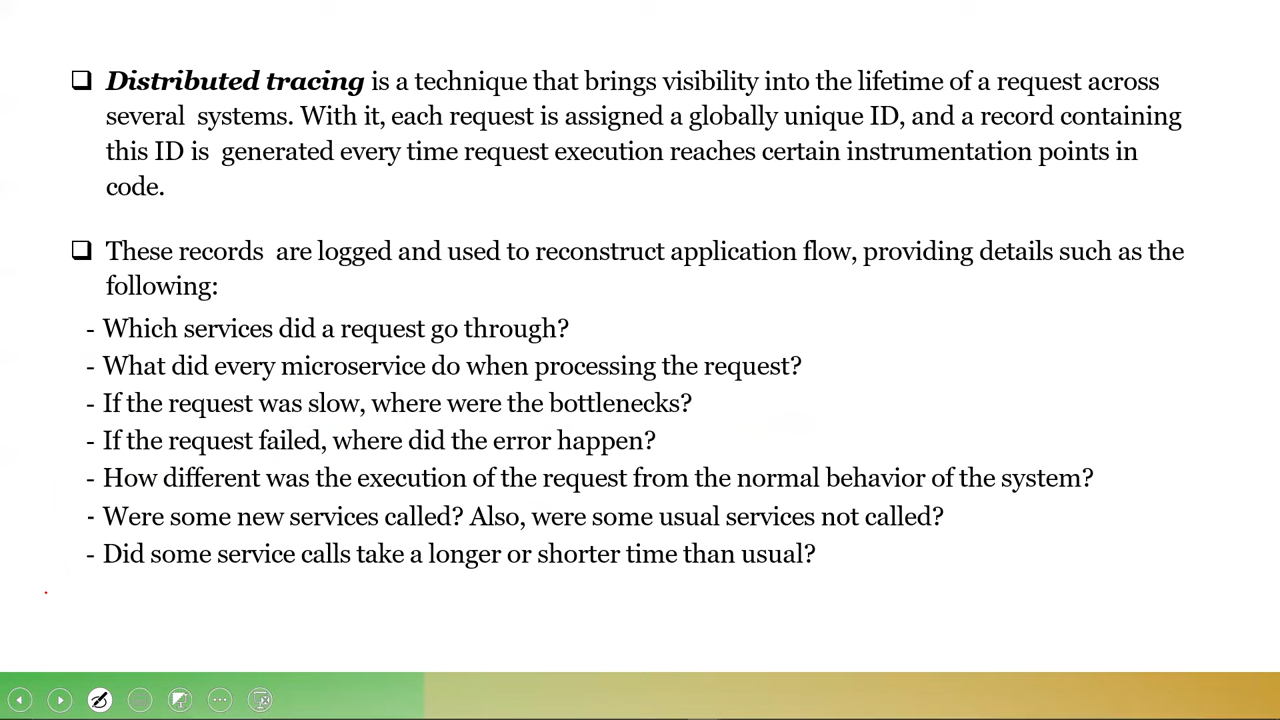 ❑ Distributed tracing is a technique that brings visibility into the lifetime of a request across
several systems. With it, each request is assigned a globally unique ID, and a record containing
this ID is generated every time request execution reaches certain instrumentation points in
code.
❑ These records are logged and used to reconstruct application flow, providing details such as the
following:
- Which services did a request go through?
- What did every microservice do when processing the request?
- If the request was slow, where were the bottlenecks?
- If the request failed, where did the error happen?
- How different was the execution of the request from the normal behavior of the system?
- Were some new services called? Also, were some usual services not called?
- Did some service calls take a longer or shorter time than usual?